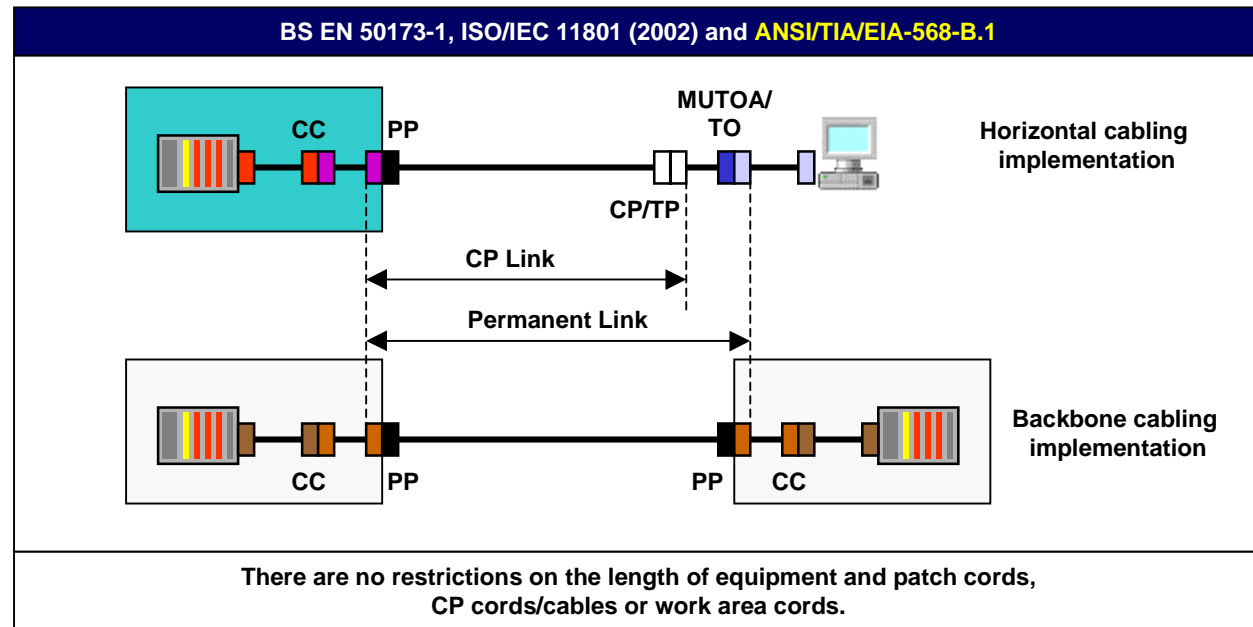 BS EN 50173-1, ISO/IEC 11801 (2002) and ANSI/TIA/EIA-568-B.1
CC
PP
MUTOA/
TO
Horizontal cabling
implementation
CP/TP
CP Link
Permanent Link
Backbone cabling
implementation
CC
PP
PP
CC
There are no restrictions on the length of equipment and patch cords,
CP cords/cables or work area cords.